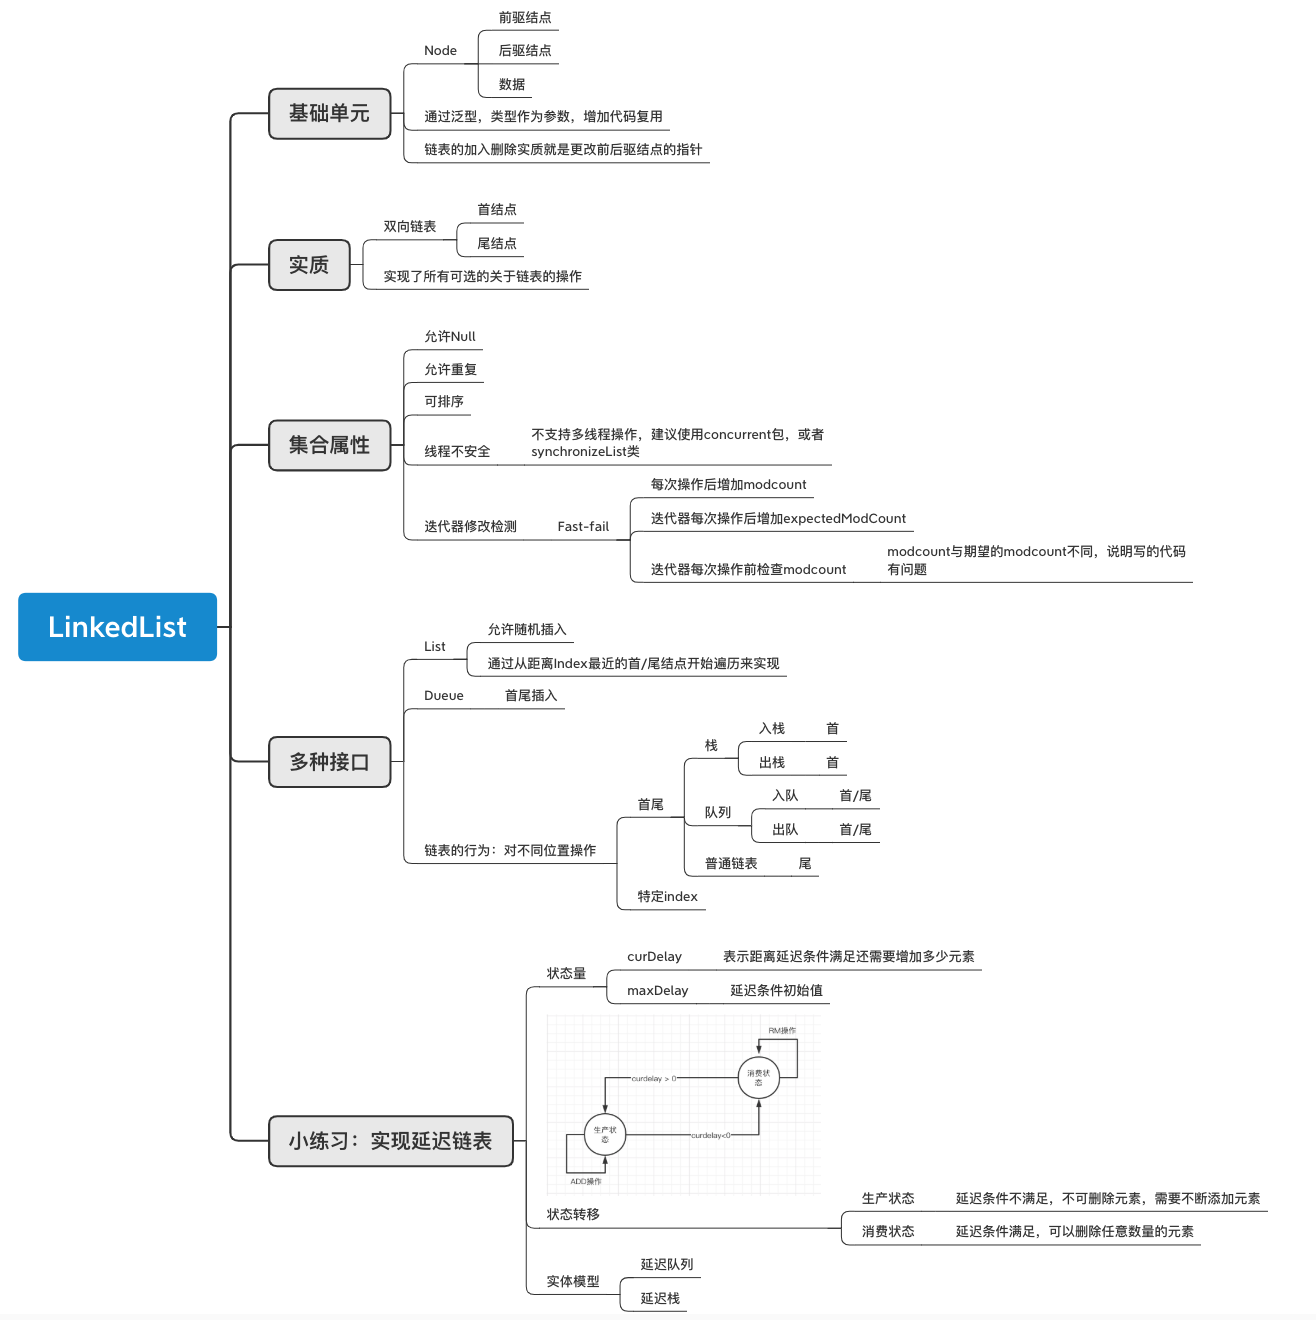 LinkedList
基础单元
Node
前驱结点
后驱结点
数据
通过泛型，类型作为参数，增加代码复用
链表的加入删除实质就是更改前后驱结点的指针
实质
双向链表
首结点
尾结点
实现了所有可选的关于链表的操作
集合属性
允许Null
允许重复
可排序
线程不安全
不支持多线程操作，建议使用concurrent包，或者
synchronizeList类
迭代器修改检测
Fast-fail
每次操作后增加modcount
迭代器每次操作后增加expectedModCount
迭代器每次操作前检查modcount
modcount与期望的modcount不同，说明写的代码
有问题
多种接口
List
允许随机插入
通过从距离Index最近的首/尾结点开始遍历来实现
Dueue
首尾插入
链表的行为：对不同位置操作
首尾
栈
入栈
首
出栈
首
队列
入队
首/尾
出队
首/尾
普通链表
尾
特定index
小练习：实现延迟链表
状态量
curDelay
表示距离延迟条件满足还需要增加多少元素
maxDelay
延迟条件初始值
RM操作
消费状
态
curdelay > 0
生产状
态
curdelay<0
ADD操作
状态转移
生产状态
延迟条件不满足，不可删除元素，需要不断添加元素
消费状态
延迟条件满足，可以删除任意数量的元素
实体模型
延迟队列
延迟栈